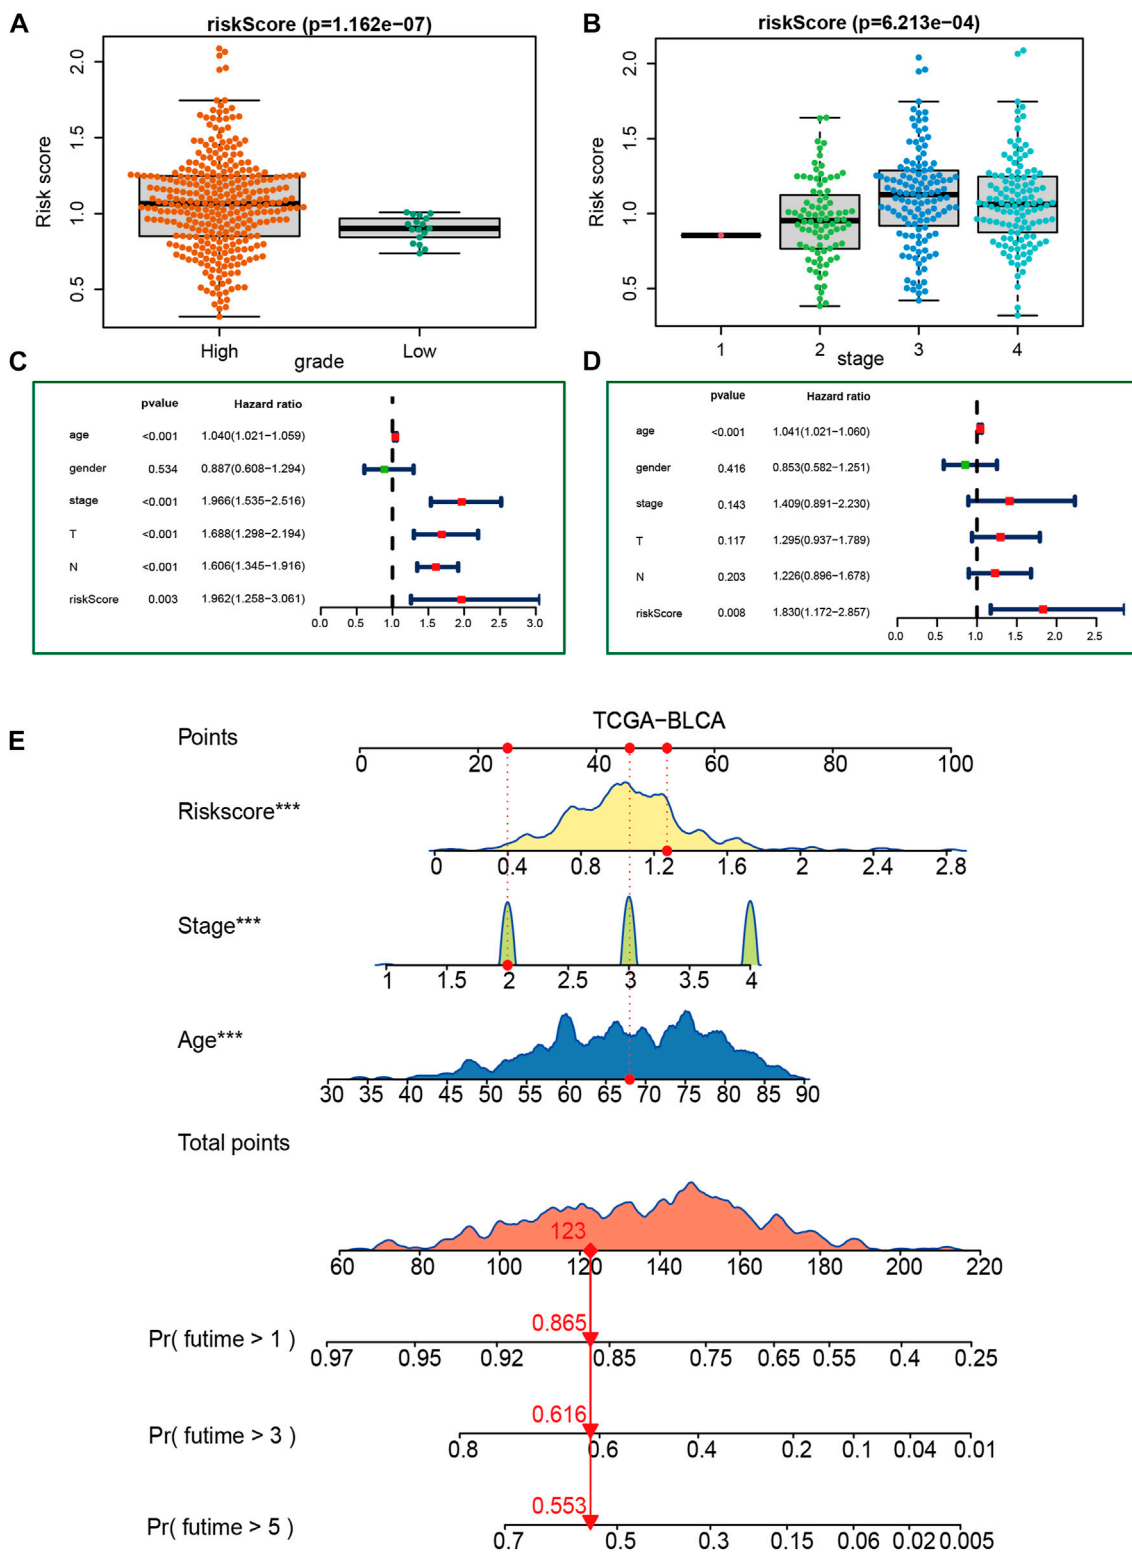 A
riskScore (p=1.162e−07)
Risk score
0.5
1.0
1.5
2.0
High
Low
grade
B
riskScore (p=6.213e−04)
Risk score
0.5
1.0
1.5
2.0
1
2
3
4
stage
C
pvalue Hazard ratio
age <0.001 1.040(1.021−1.059)
gender 0.534 0.887(0.608−1.294)
stage <0.001 1.966(1.535−2.516)
T <0.001 1.688(1.298−2.194)
N <0.001 1.606(1.345−1.916)
riskScore 0.003 1.962(1.258−3.061)
0.0 0.5 1.0 1.5 2.0 2.5 3.0
D
pvalue Hazard ratio
age <0.001 1.041(1.021−1.060)
gender 0.416 0.853(0.582−1.251)
stage 0.143 1.409(0.891−2.230)
T 0.117 1.295(0.937−1.789)
N 0.203 1.226(0.896−1.678)
riskScore 0.008 1.830(1.172−2.857)
0.0 0.5 1.0 1.5 2.0 2.5
E
TCGA−BLCA
Points
0 20 40 60 80 100
Riskscore***
0 0.4 0.8 1.2 1.6 2 2.4 2.8
Stage***
1 1.5 2 2.5 3 3.5 4
Age***
30 35 40 45 50 55 60 65 70 75 80 85 90
Total points
123
60 80 100 120 140 160 180 200 220
0.865
Pr( futime > 1 )
0.97 0.95 0.92 0.85 0.75 0.65 0.55 0.4 0.25
0.616
Pr( futime > 3 )
0.8 0.6 0.4 0.2 0.1 0.04 0.01
0.553
Pr( futime > 5 )
0.7 0.5 0.3 0.15 0.06 0.02 0.005